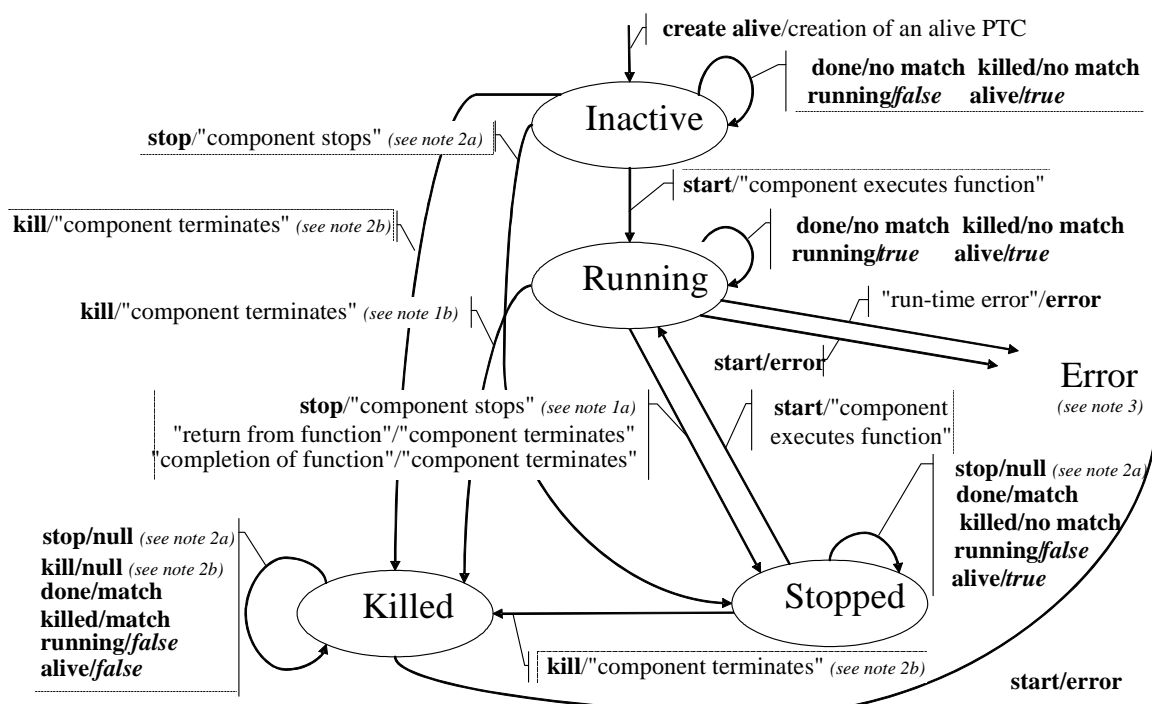 create alive/creation of an alive PTC
done/no match killed/no match
running/false alive/true
Inactive
stop/"component stops" (see note 2a)
start/"component executes function"
kill/"component terminates" (see note 2b)
done/no match killed/no match
running/true alive/true
Running
"run-time error"/error
kill/"component terminates" (see note 1b)
start/error
Error
(see note 3)
stop/"component stops" (see note 1a)
"return from function"/"component terminates"
"completion of function"/"component terminates"
start/"component
executes function"
stop/null (see note 2a)
done/match
killed/no match
running/false
alive/true
stop/null (see note 2a)
kill/null (see note 2b)
done/match
killed/match
running/false
alive/false
Killed
Stopped
kill/"component terminates" (see note 2b)
start/error